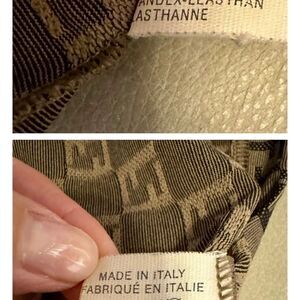 ANDEX-ELASTHAN
ASTHANNE
MADE IN ITALY
FABRIQUÉ EN ITALIE